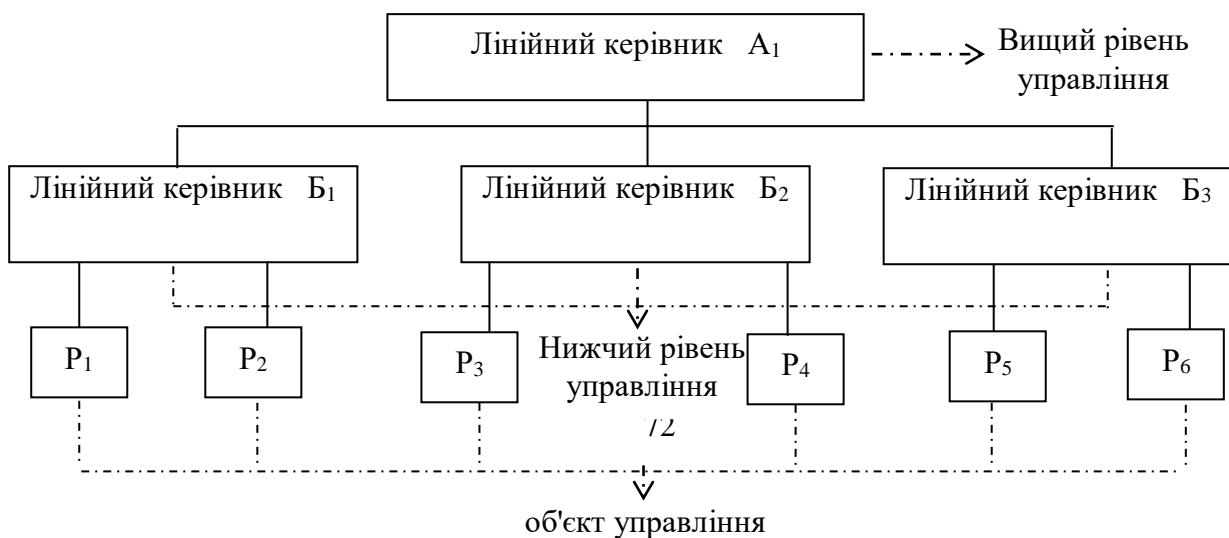 Лінійний керівник А₁
Вищий рівень
управління
Лінійний керівник Б₁
Лінійний керівник Б₂
Лінійний керівник Б₃
Р₁
Р₂
Р₃
Нижчий рівень
управління
Р₄
Р₅
Р₆
72
об'єкт управління